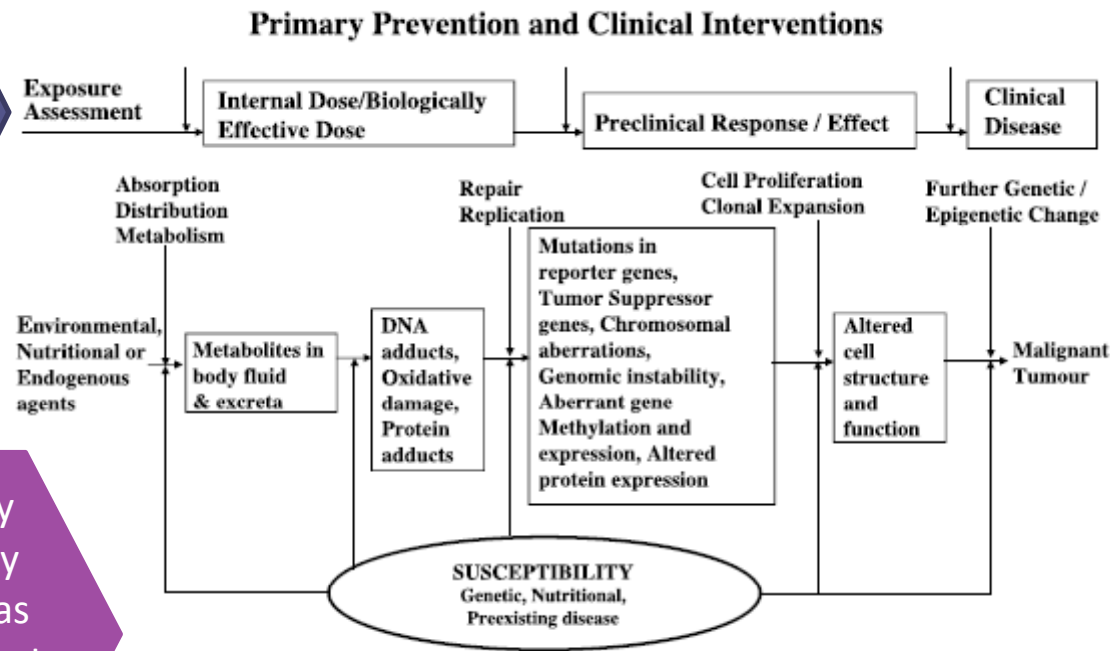 Primary Prevention and Clinical Interventions
Exposure
Assessment
Internal Dose/Biologically
Effective Dose
Preclinical Response / Effect
Clinical
Disease
Absorption
Distribution
Metabolism
Repair
Replication
Cell Proliferation
Clonal Expansion
Further Genetic /
Epigenetic Change
Environmental,
Nutritional or
Endogenous
agents
Metabolites in
body fluid
& excreta
DNA
adducts,
Oxidative
damage,
Protein
adducts
Mutations in
reporter genes,
Tumor Suppressor
genes, Chromosomal
aberrations,
Genomic instability,
Aberrant gene
Methylation and
expression, Altered
protein expression
Altered
cell
structure
and
function
Malignant
Tumour
SUSCEPTIBILITY
Genetic, Nutritional,
Preexisting disease